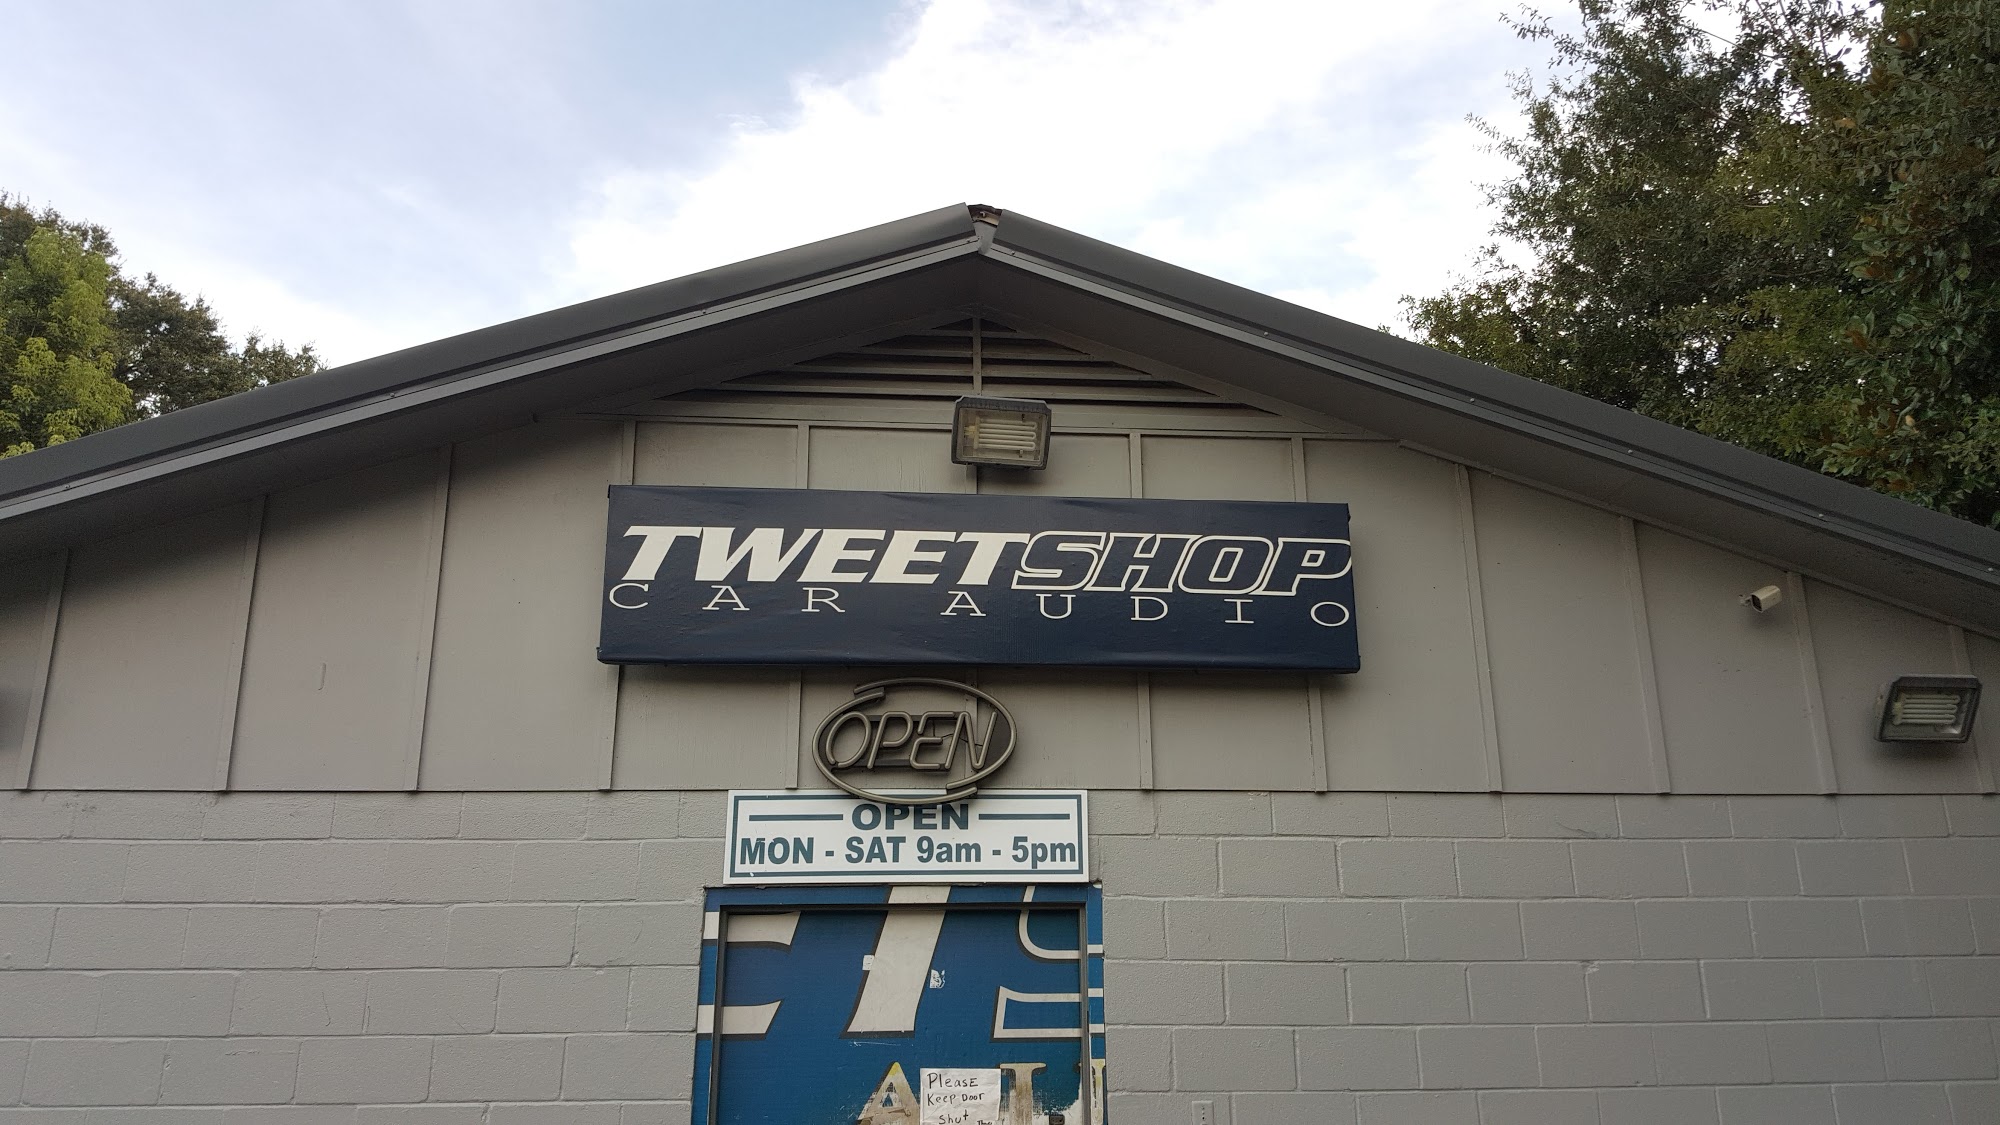 TWEETSHOP
CAR AUDIO
OPEN
OPEN
MON - SAT 9am - 5pm
Please
Keep Door
Shut